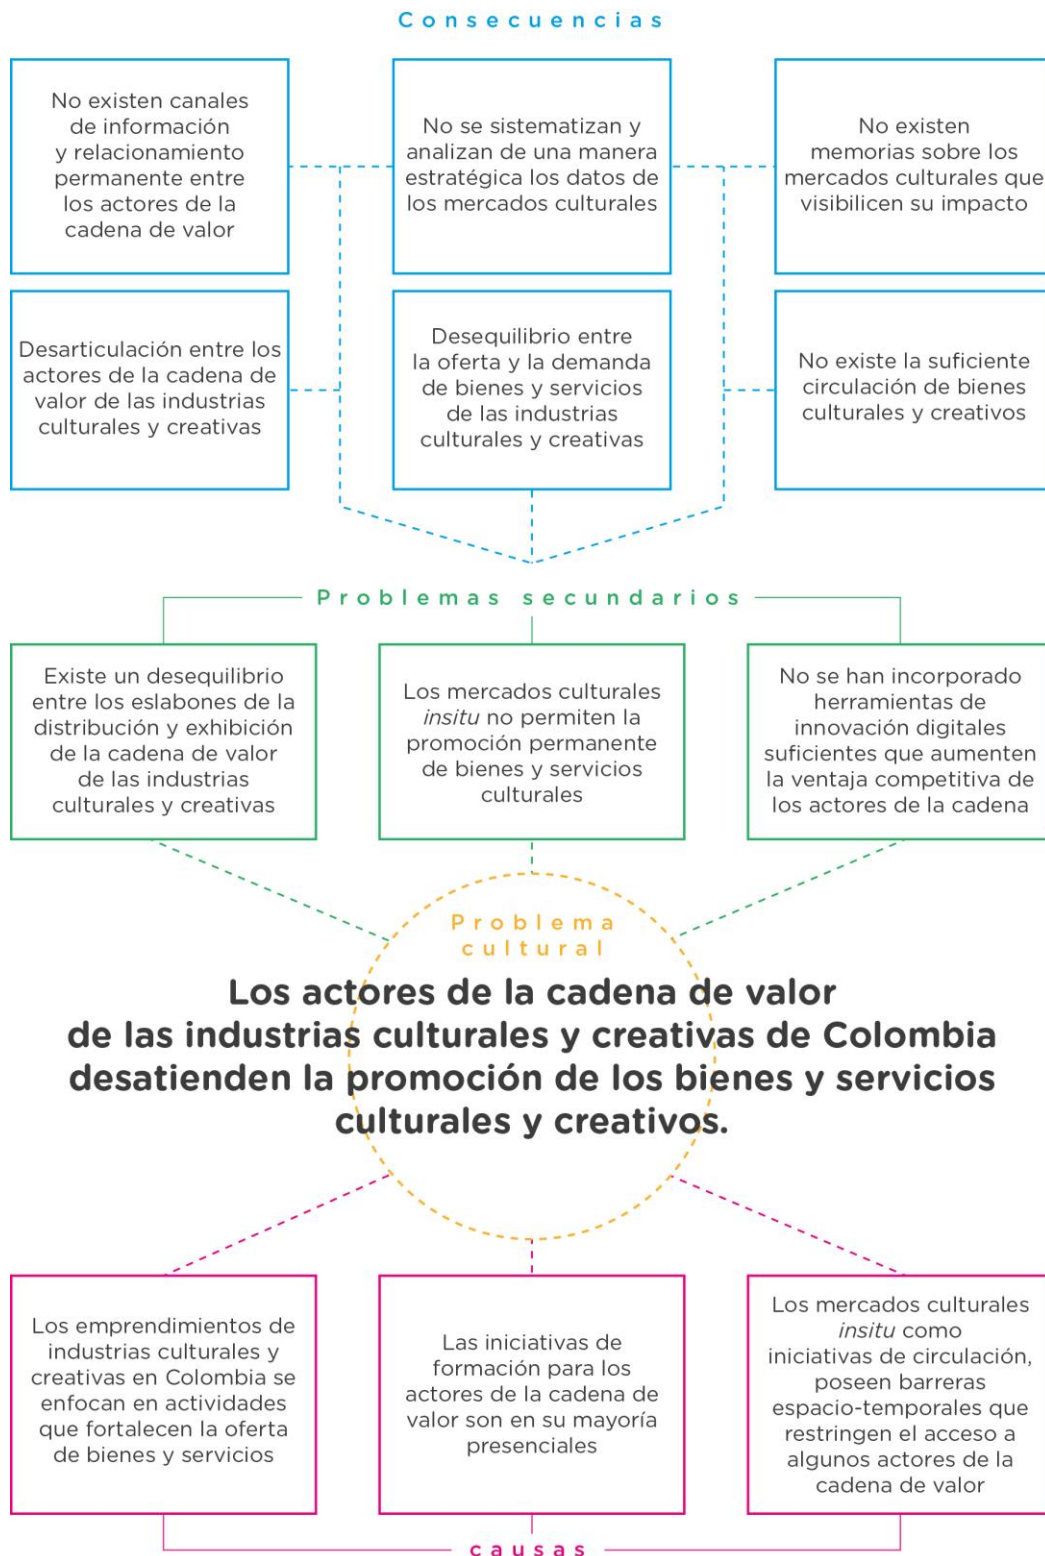 Consecuencias
No existen canales
de información
y relacionamiento
permanente entre
los actores de la
cadena de valor
No se sistematizan y
analizan de una manera
estratégica los datos de
los mercados culturales
No existen
memorias sobre los
mercados culturales que
visibilicen su impacto
Desarticulación entre los
actores de la cadena de
valor de las industrias
culturales y creativas
Desequilibrio entre
la oferta y la demanda
de bienes y servicios
de las industrias
culturales y creativas
No existe la suficiente
circulación de bienes
culturales y creativos
Problemas secundarios
Existe un desequilibrio
entre los eslabones de la
distribución y exhibición
de la cadena de valor
de las industrias
culturales y creativas
Los mercados culturales
insitu no permiten la
promoción permanente
de bienes y servicios
culturales
No se han incorporado
herramientas de
innovación digitales
suficientes que aumenten
la ventaja competitiva de
los actores de la cadena
Problema
cultural
Los actores de la cadena de valor
de las industrias culturales y creativas de Colombia
desatienden la promoción de los bienes y servicios
culturales y creativos.
Los emprendimientos de
industrias culturales y
creativas en Colombia se
enfocan en actividades
que fortalecen la oferta
de bienes y servicios
Las iniciativas de
formación para los
actores de la cadena de
valor son en su mayoría
presenciales
Los mercados culturales
insitu como
iniciativas de circulación,
poseen barreras
espacio-temporales que
restringen el acceso a
algunos actores de la
cadena de valor
causas